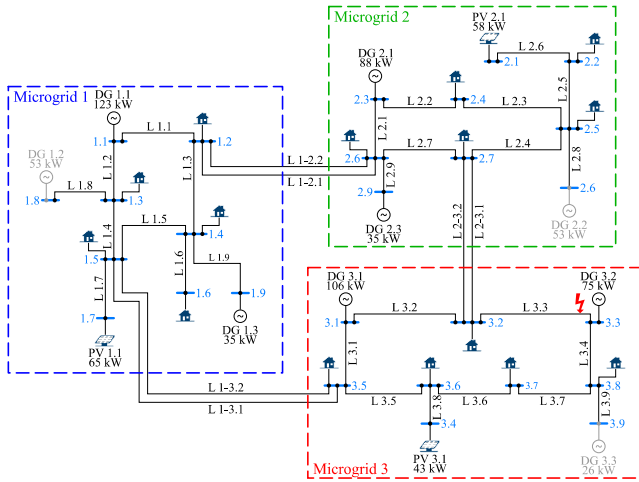 Microgrid 2
PV 2.1
58 kW
L 2.6
2.1
2.2
DG 2.1
88 kW
L 2.5
2.3
L 2.2
2.4
L 2.3
2.5
L 2.1
2.6
L 2.7
2.7
L 2.4
L 2.8
2.6
L 2.9
2.9
DG 2.3
35 kW
DG 2.2
53 kW
L 2-3.2
L 2-3.1
Microgrid 1
DG 1.1
123 kW
1.1
L 1.1
1.2
L 1-2.2
L 1-2.1
DG 1.2
53 kW
L 1.2
L 1.3
1.8
L 1.8
1.3
L 1.4
L 1.5
1.4
1.5
L 1.7
L 1.6
L 1.9
1.7
1.6
1.9
PV 1.1
65 kW
DG 1.3
35 kW
L 1-3.2
L 1-3.1
DG 3.1
106 kW
DG 3.2
75 kW
3.1
L 3.2
3.2
L 3.3
3.3
L 3.1
L 3.4
3.5
L 3.5
3.6
L 3.6
3.7
L 3.7
3.8
L 3.8
L 3.9
3.4
3.9
PV 3.1
43 kW
DG 3.3
26 kW
Microgrid 3